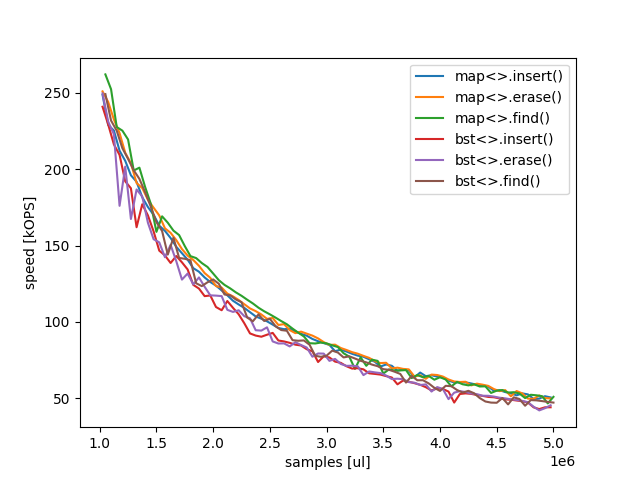 250
200
150
100
50
speed [kOPS]
map<>.insert()
map<>.erase()
map<>.find()
bst<>.insert()
bst<>.erase()
bst<>.find()
1.0 1.5 2.0 2.5 3.0 3.5 4.0 4.5 5.0
1e6
samples [ul]